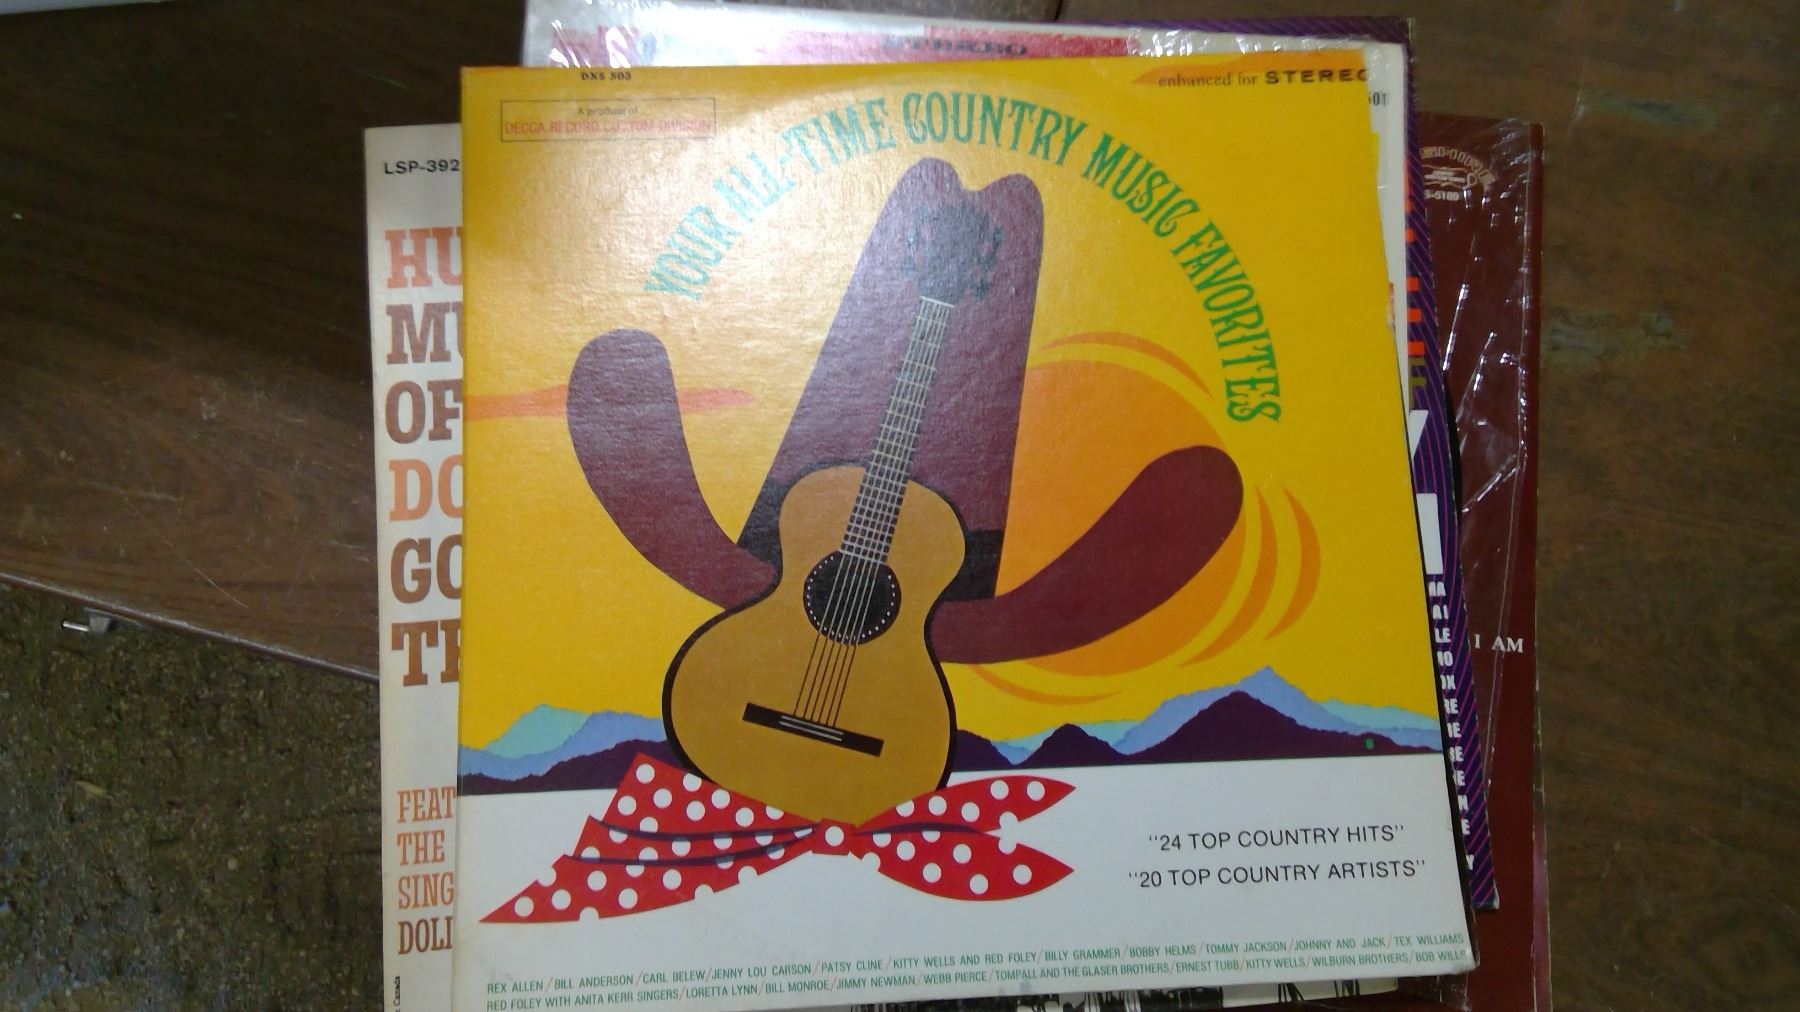 STEREO
DXS 503
enhanced for STEREO
A product of
DECCA RECORD CUSTOM DIVISION
YOUR ALL-TIME COUNTRY MUSIC FAVORITES
"24 TOP COUNTRY HITS"
"20 TOP COUNTRY ARTISTS"
REX ALLEN/BILL ANDERSON/CARL BELEW/JENNY LOU CARSON/PATSY CLINE/KITTY WELLS AND RED FOLEY/BILLY GRAMMER/BOBBY HELMS/TOMMY JACKSON/JOHNNY AND JACK/TEX WILLIAMS
RED FOLEY WITH ANITA KERR SINGERS/LORETTA LYNN/BILL MONROE/JIMMY NEWMAN/WEBB PIERCE/TOMPALL AND THE GLASER BROTHERS/ERNEST TUBB/KITTY WELLS/WILBURN BROTHERS/BOB WILLS
LSP-392
HU
MU
OF
DO
GO
TH
FEAT
THE
SING
DOLL
I AM